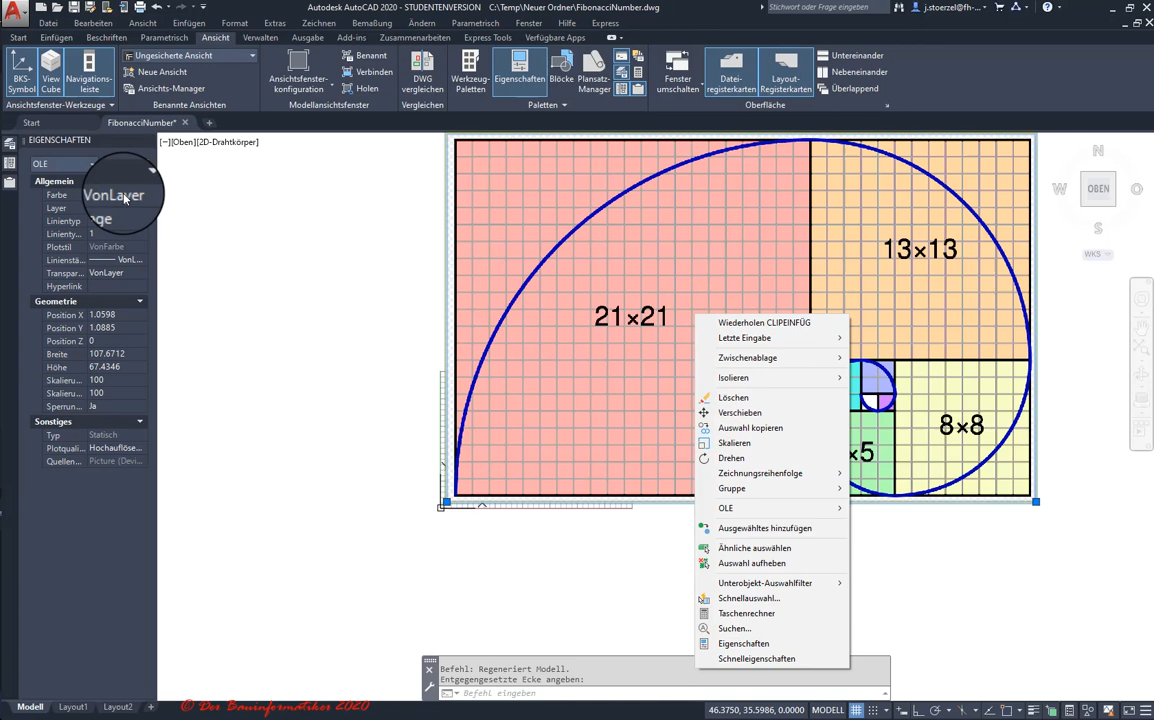 Autodesk AutoCAD 2020 - STUDENTENVERSION C:\Temp\Neuer Ordner\FibonacciNumber.dwg
Stichwort oder Frage eingeben
j.stoerzel@fh-...
Datei Bearbeiten Ansicht Einfügen Format Extras Zeichnen Bemaßung Ändern Parametrisch Fenster Hilfe Express
Start Einfügen Beschriften Parametrisch Ansicht Verwalten Ausgabe Add-ins Zusammenarbeiten Express Tools Verfügbare Apps
BKS-Symbol
View Cube
Navigations-leiste
Ungesicherte Ansicht
Neue Ansicht
Ansichts-Manager
Ansichtsfenster-konfiguration
Benannt
Verbinden
Holen
DWG vergleichen
Werkzeug-Paletten
Eigenschaften
Blöcke
Plansatz-Manager
Fenster umschalten
Datei-registerkarten
Layout-Registerkarten
Untereinander
Nebeneinander
Überlappend
Ansichtsfenster-Werkzeuge Benannte Ansichten Modellansichtsfenster Vergleichen Paletten Oberfläche
Start FibonacciNumber*
EIGENSCHAFTEN
[−][Oben][2D-Drahtkörper]
OLE
Allgemein
Farbe VonLayer
Layer
Linientyp
Linienty... 1
Plotstil VonFarbe
Linienstä... VonL...
Transpar... VonLayer
Hyperlink
Geometrie
Position X 1.0598
Position Y 1.0885
Position Z 0
Breite 107.6712
Höhe 67.4346
Skalieru... 100
Skalieru... 100
Sperrun... Ja
Sonstiges
Typ Statisch
Plotqualit... Hochauflöse...
Quellen... Picture (Devi...
21×21
13×13
8×8
×5
N
W OBEN O
S
WKS
Wiederholen CLIPEINFÜG
Letzte Eingabe
Zwischenablage
Isolieren
Löschen
Verschieben
Auswahl kopieren
Skalieren
Drehen
Zeichnungsreihenfolge
Gruppe
OLE
Ausgewähltes hinzufügen
Ähnliche auswählen
Auswahl aufheben
Unterobjekt-Auswahlfilter
Schnellauswahl...
Taschenrechner
Suchen...
Eigenschaften
Schnelleigenschaften
Befehl: Regeneriert Modell.
Entgegengesetzte Ecke angeben:
Befehl eingeben
Modell Layout1 Layout2 +
© Der Bauinformatiker 2020
46.3750, 35.5986, 0.0000 MODELL